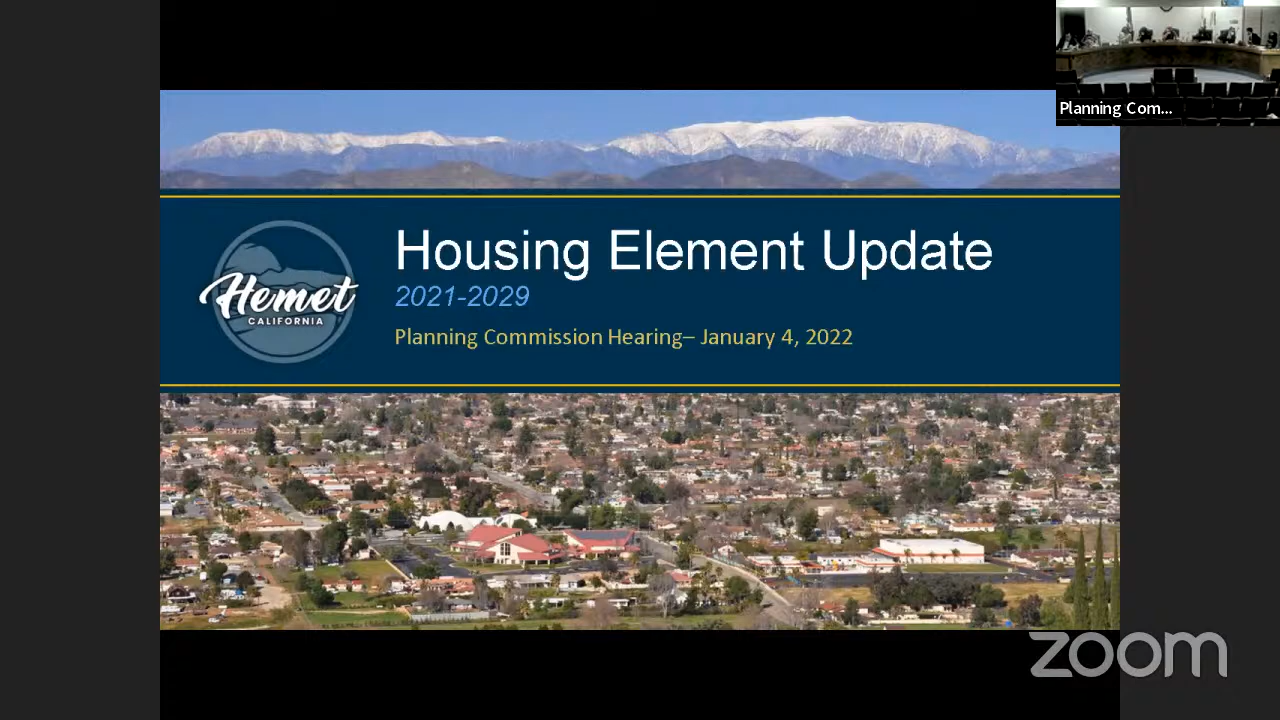 Planning Com...
Housing Element Update
2021-2029
Hemet
CALIFORNIA
Planning Commission Hearing– January 4, 2022
zoom